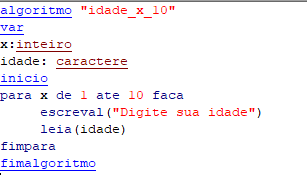 algoritmo "idade_x_10"
var
x:inteiro
idade: caractere
inicio
para x de 1 ate 10 faca
escreval("Digite sua idade")
leia(idade)
fimpara
fimalgoritmo